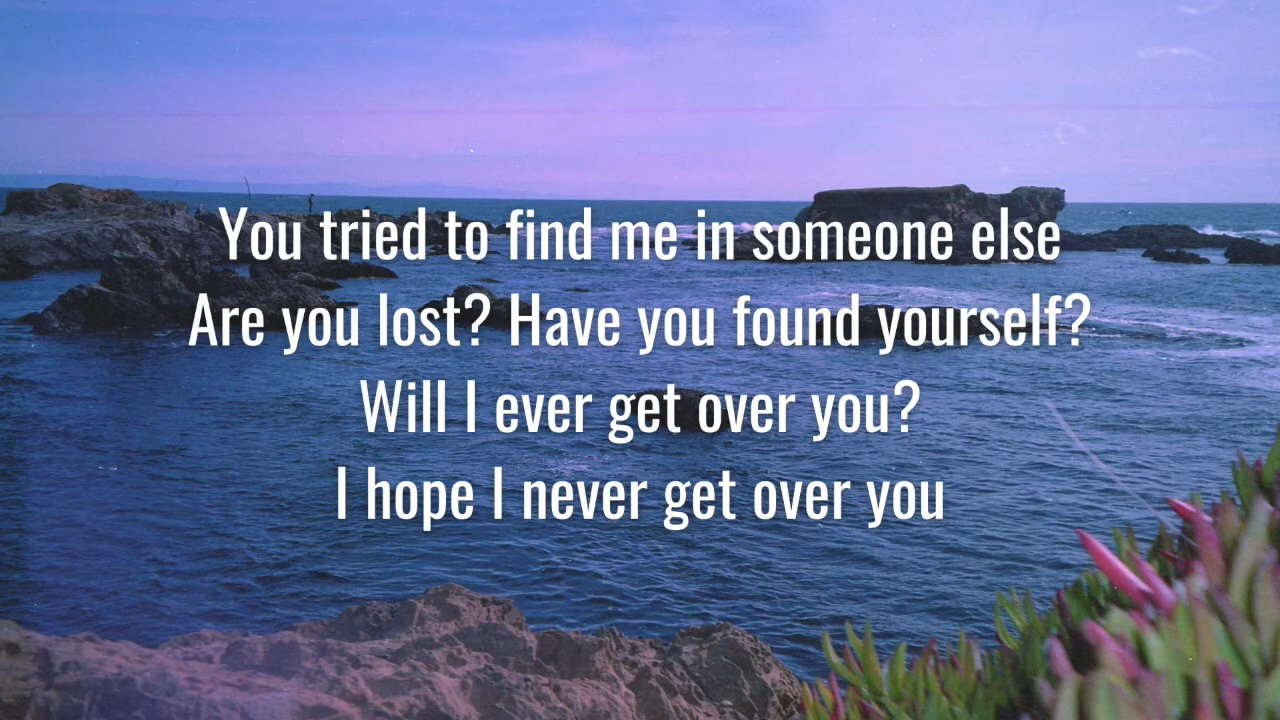 You tried to find me in someone else
Are you lost? Have you found yourself?
Will I ever get over you?
I hope I never get over you